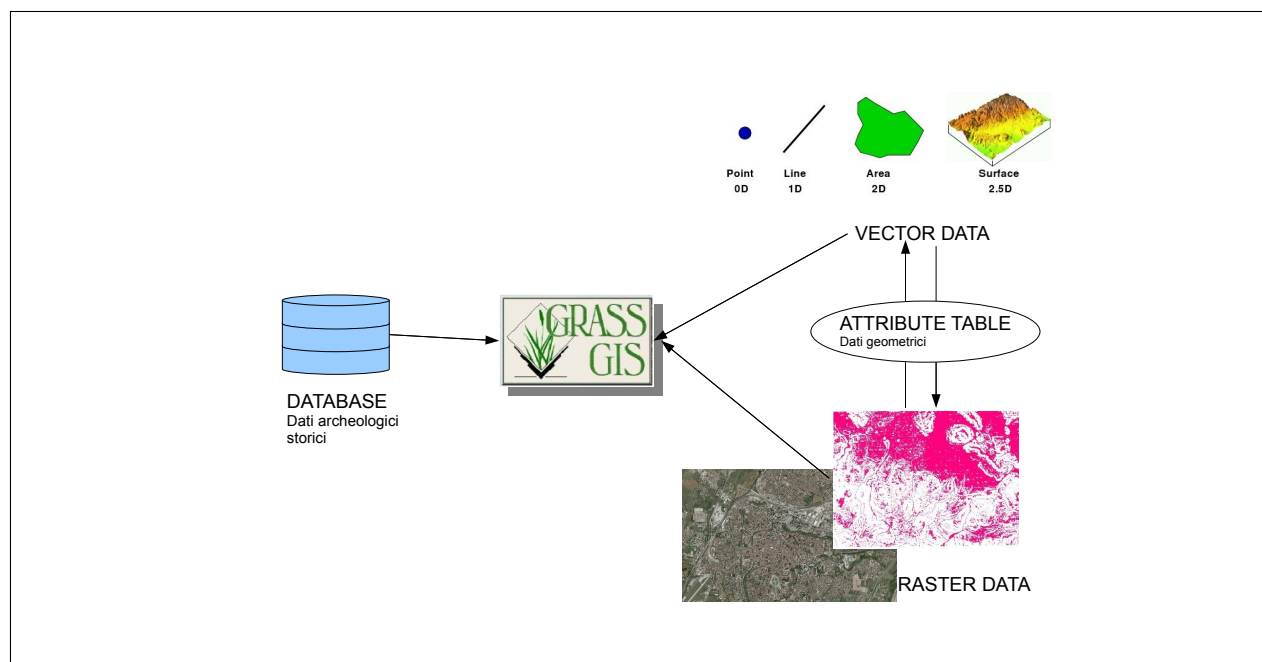 Point
Line
Area
Surface
0D
1D
2D
2.5D
VECTOR DATA
GRASS
GIS
ATTRIBUTE TABLE
Dati geometrici
DATABASE
Dati archeologici
storici
RASTER DATA